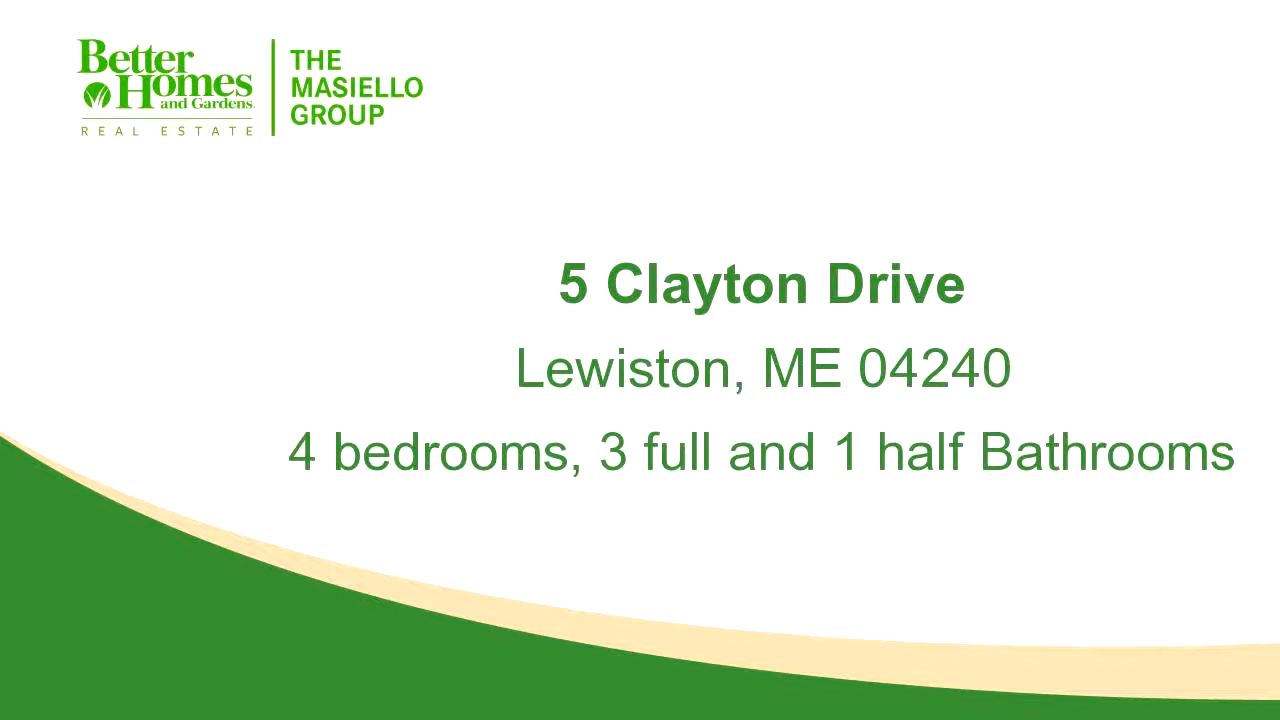 Better
Homes
and Gardens
REAL ESTATE
THE
MASIELLO
GROUP
5 Clayton Drive
Lewiston, ME 04240
4 bedrooms, 3 full and 1 half Bathrooms